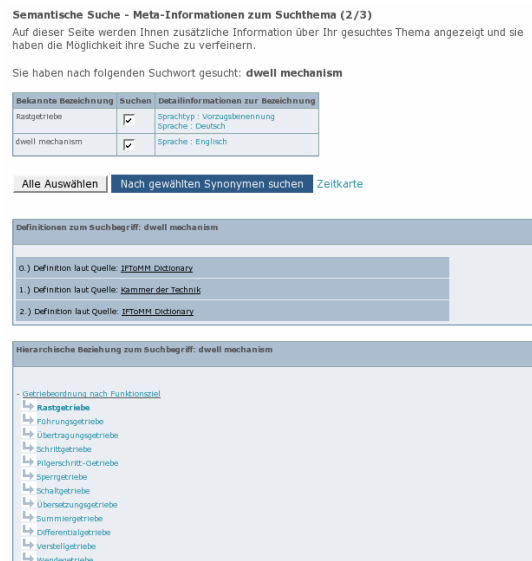 Semantische Suche - Meta-Informationen zum Suchthema (2/3)
Auf dieser Seite werden Ihnen zusätzliche Information über Ihr gesuchtes Thema angezeigt und sie
haben die Möglichkeit ihre Suche zu verfeinern.
Sie haben nach folgenden Suchwort gesucht: dwell mechanism
Bekannte Bezeichnung Suchen Detailinformationen zur Bezeichnung
Rastgetriebe Sprachtyp : Vorzugsbenennung
Sprache : Deutsch
dwell mechanism Sprache : Englisch
Alle Auswählen Nach gewählten Synonymen suchen Zeitkarte
Definitionen zum Suchbegriff: dwell mechanism
0.) Definition laut Quelle: IFToMM Dictionary
1.) Definition laut Quelle: Kammer der Technik
2.) Definition laut Quelle: IFToMM Dictionary
Hierarchische Beziehung zum Suchbegriff: dwell mechanism
- Getriebeordnung nach Funktionsziel
Rastgetriebe
Führungsgetriebe
Übertragungsgetriebe
Schrittgetriebe
Pilgerschritt-Getriebe
Sperrgetriebe
Schaltgetriebe
Übersetzungsgetriebe
Summiergetriebe
Differentialgetriebe
Verstellgetriebe
Wendegetriebe